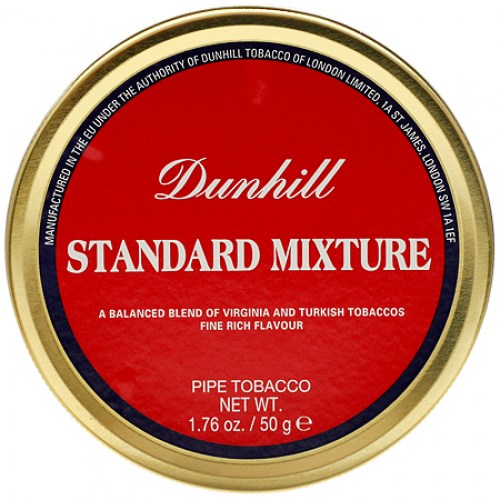 MANUFACTURED IN THE EU UNDER THE AUTHORITY OF DUNHILL TOBACCO OF LONDON LIMITED, 1A ST JAMES, LONDON SW1A 1EF
Dunhill
STANDARD MIXTURE
A BALANCED BLEND OF VIRGINIA AND TURKISH TOBACCOS
FINE RICH FLAVOUR
PIPE TOBACCO
NET WT.
1.76 oz. / 50 g e